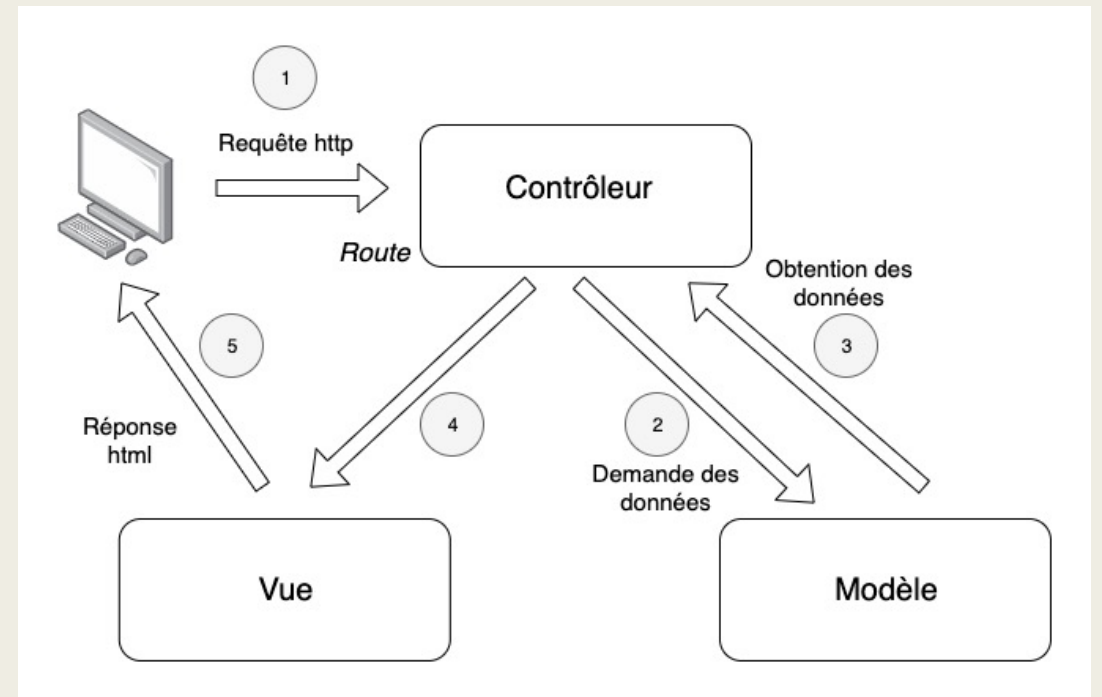 1
Requête http
Contrôleur
Route
Obtention des
données
3
5
4
2
Réponse
html
Demande des
données
Vue
Modèle